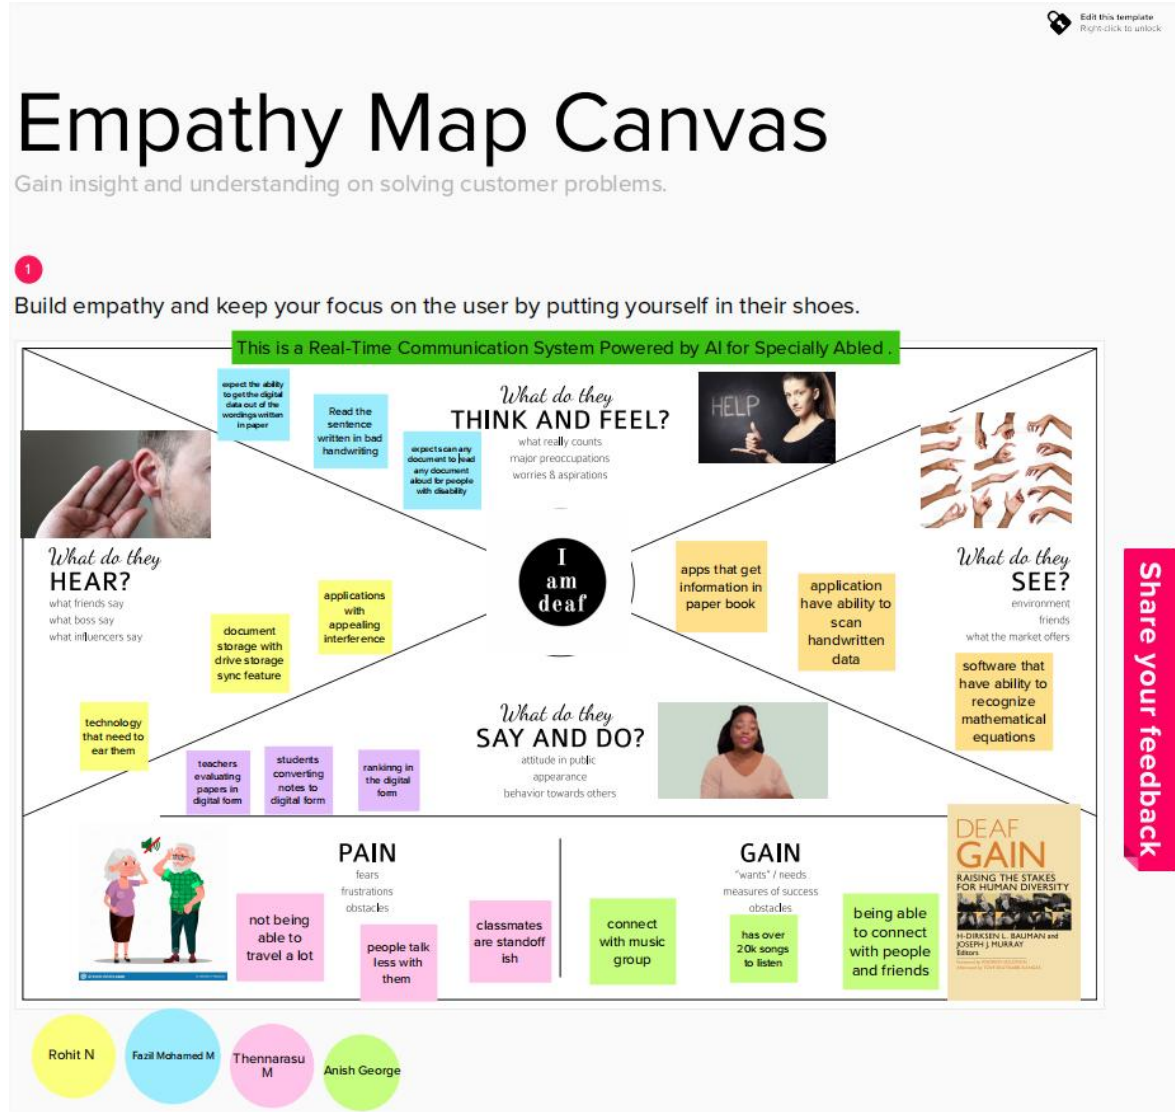 Edit this template
Right-click to unlock
Empathy Map Canvas
Gain insight and understanding on solving customer problems.
1
Build empathy and keep your focus on the user by putting yourself in their shoes.
This is a Real-Time Communication System Powered by AI for Specially Abled .
expect the ability
to get the digital
data out of the
wordings written
in paper
Read the
sentence
written in bad
handwriting
expect scan any
document to read
any document
aloud for people
with disability
What do they
THINK AND FEEL?
what really counts
major preoccupations
worries & aspirations
HELP
What do they
HEAR?
what friends say
what boss say
what influencers say
applications
with
appealing
interference
document
storage with
drive storage
sync feature
technology
that need to
ear them
I
am
deaf
apps that get
information in
paper book
application
have ability to
scan
handwritten
data
What do they
SEE?
environment
friends
what the market offers
software that
have ability to
recognize
mathematical
equations
What do they
SAY AND DO?
attitude in public
appearance
behavior towards others
teachers
evaluating
papers in
digital form
students
converting
notes to
digital form
rankinng in
the digital
form
PAIN
fears
frustrations
obstacles
not being
able to
travel a lot
people talk
less with
them
classmates
are standoff
ish
GAIN
"wants" / needs
measures of success
obstacles
connect
with music
group
has over
20k songs
to listen
being able
to connect
with people
and friends
DEAF
GAIN
RAISING THE STAKES
FOR HUMAN DIVERSITY
H-DIRKSEN L. BAUMAN and
JOSEPH J. MURRAY
Editors
Share your feedback
Rohit N
Fazil Mohamed M
Thennarasu
M
Anish George